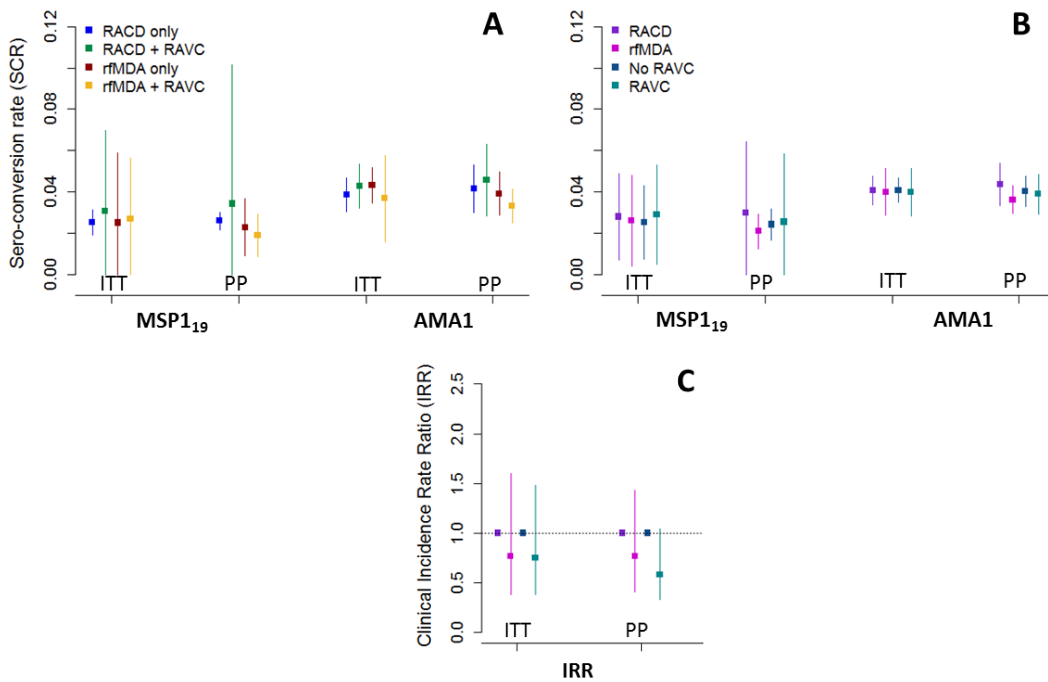 A
Sero-conversion rate (SCR)
0.12
0.08
0.04
0.00
RACD only
RACD + RAVC
rfMDA only
rfMDA + RAVC
ITT
PP
ITT
PP
MSP1₁₉
AMA1
B
0.12
0.08
0.04
0.00
RACD
rfMDA
No RAVC
RAVC
ITT
PP
ITT
PP
MSP1₁₉
AMA1
C
Clinical Incidence Rate Ratio (IRR)
2.5
2.0
1.5
1.0
0.5
0.0
ITT
PP
IRR